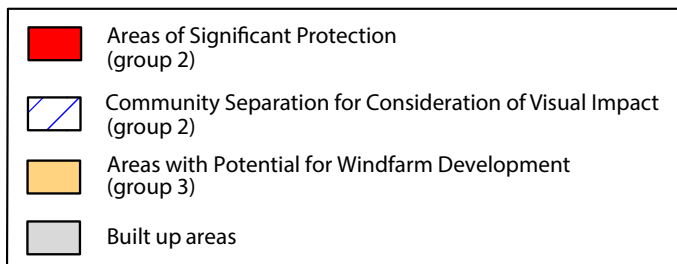 Areas of Significant Protection
(group 2)
Community Separation for Consideration of Visual Impact
(group 2)
Areas with Potential for Windfarm Development
(group 3)
Built up areas